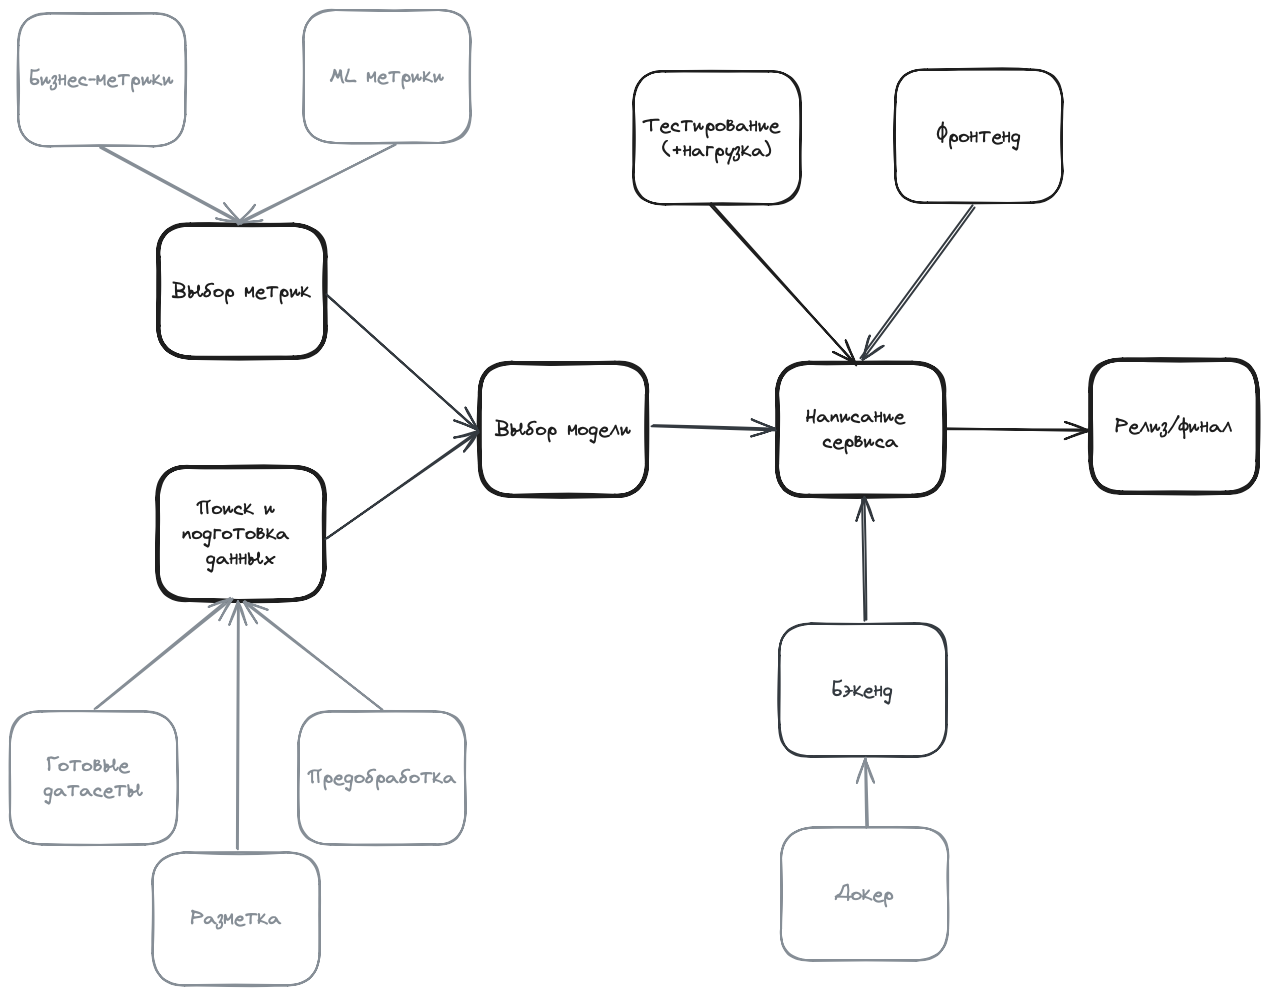 Бизнес-метрики
ML метрики
Тестирование
(+нагрузка)
Фронтенд
Выбор метрик
Выбор модели
Написание
сервиса
Релиз/финал
Поиск и
подготовка
данных
Бэкенд
Готовые
датасеты
Предобработка
Разметка
Докер